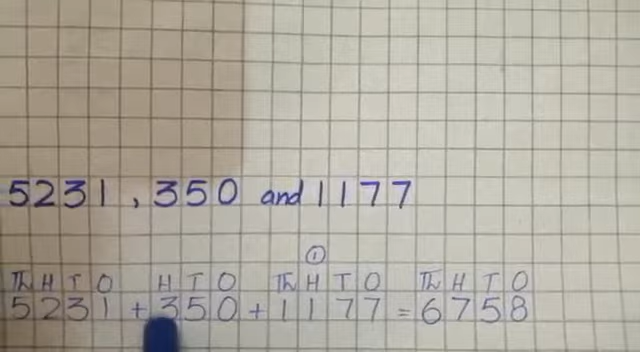 5231, 350 and 1177
①
Th H T O H T O Th H T O Th H T O
5231 + 350 + 1177 = 6758